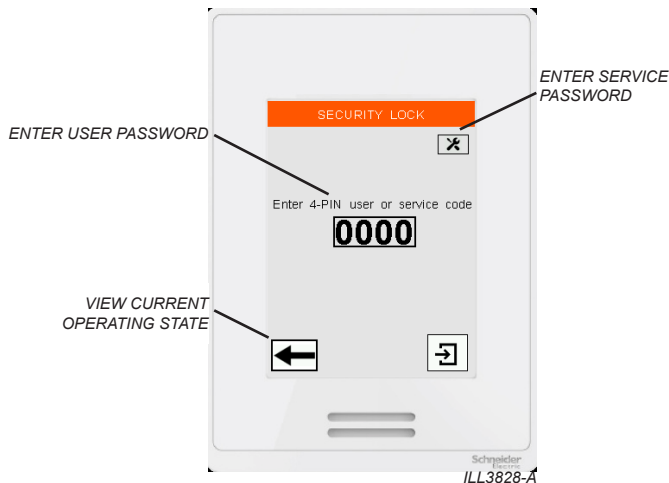 ENTER SERVICE
PASSWORD
SECURITY LOCK
ENTER USER PASSWORD
Enter 4-PIN user or service code
0000
VIEW CURRENT
OPERATING STATE
Schneider
Electric
ILL3828-A